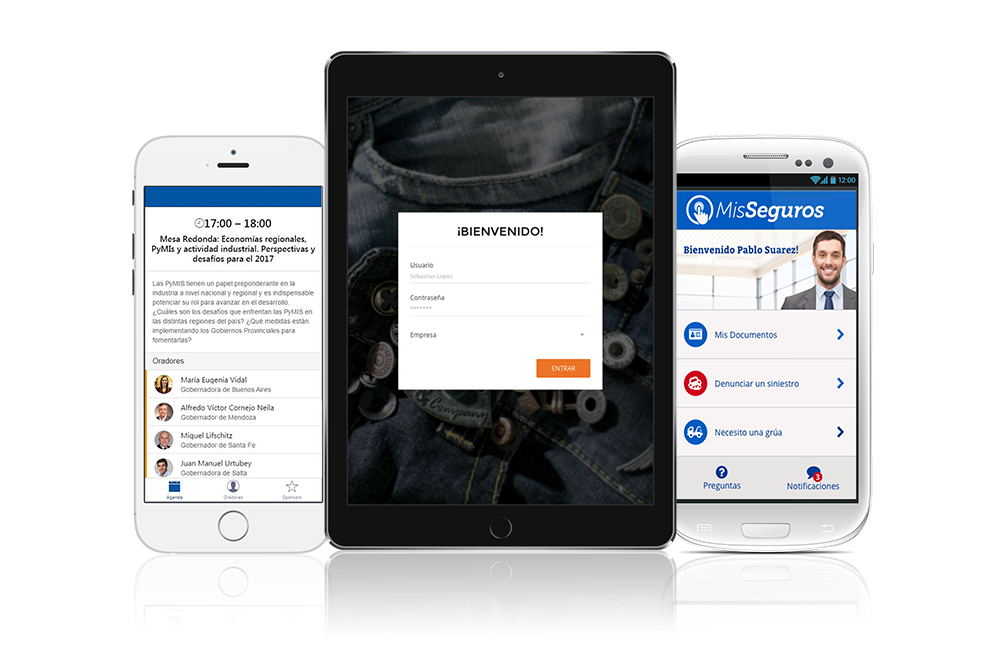 17:00 – 18:00
Mesa Redonda: Economías regionales,
PyMIs y actividad industrial. Perspectivas y
desafíos para el 2017
Las PyMIS tienen un papel preponderante en la
industria a nivel nacional y regional y es indispensable
potenciar su rol para avanzar en el desarrollo.
¿Cuáles son los desafíos que enfrentan las PyMIS en
las distintas regiones del país? ¿Qué medidas están
implementando los Gobiernos Provinciales para
fomentarlas?
Oradores
María Eugenia Vidal
Gobernadora de Buenos Aires
Alfredo Víctor Cornejo Neila
Gobernador de Mendoza
Miguel Lifschitz
Gobernador de Santa Fe
Juan Manuel Urtubey
Gobernador de Salta
Agenda Oradores Sponsors
¡BIENVENIDO!
Usuario
Sebastian Lopez
Contraseña
*******
Empresa
ENTRAR
Company
12:00
MisSeguros
Bienvenido Pablo Suarez!
Mis Documentos
Denunciar un siniestro
Necesito una grúa
3
Preguntas Notificaciones